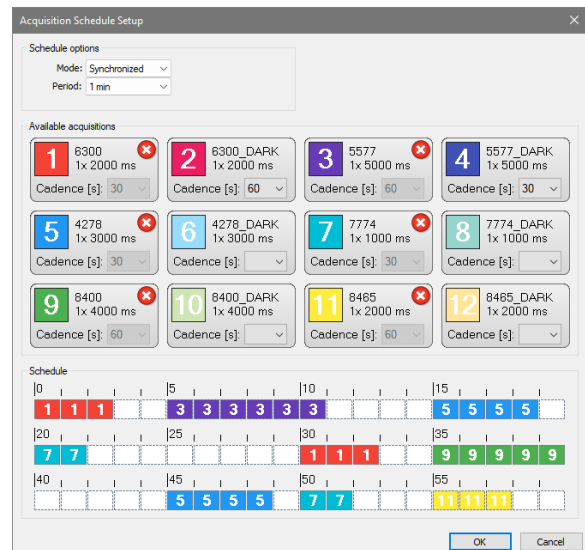 Acquisition Schedule Setup
Schedule options
Mode: Synchronized
Period: 1 min
Available acquisitions
1 6300 1x 2000 ms
Cadence [s]: 30
2 6300_DARK 1x 2000 ms
Cadence [s]: 60
3 5577 1x 5000 ms
Cadence [s]: 60
4 5577_DARK 1x 5000 ms
Cadence [s]: 30
5 4278 1x 3000 ms
Cadence [s]: 30
6 4278_DARK 1x 3000 ms
Cadence [s]:
7 7774 1x 1000 ms
Cadence [s]: 30
8 7774_DARK 1x 1000 ms
Cadence [s]:
9 8400 1x 4000 ms
Cadence [s]: 60
10 8400_DARK 1x 4000 ms
Cadence [s]:
11 8465 1x 2000 ms
Cadence [s]: 60
12 8465_DARK 1x 2000 ms
Cadence [s]:
Schedule
0 5 10 15
1 1 1 3 3 3 3 3 3 5 5 5 5
20 25 30 35
7 7 1 1 1 9 9 9 9 9
40 45 50 55
5 5 5 5 7 7 11 11 11
OK Cancel